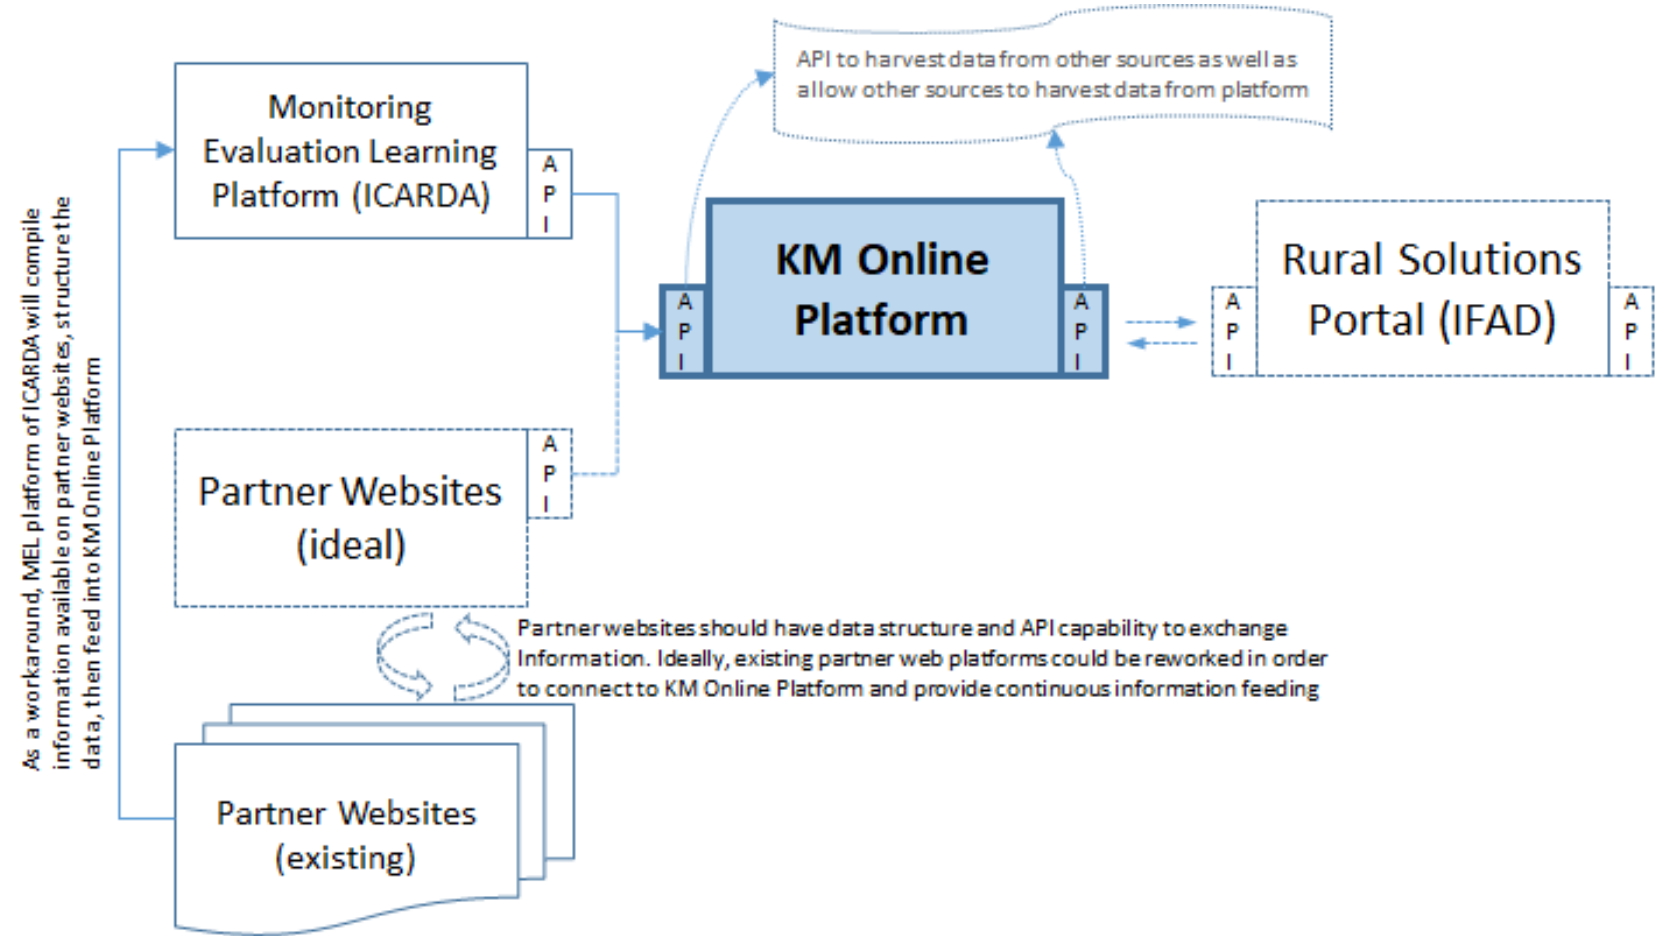 API to harvest data from other sources as well as
allow other sources to harvest data from platform
Monitoring
Evaluation Learning
Platform (ICARDA)
A
P
I
KM Online
Platform
A
P
I
A
P
I
Rural Solutions
Portal (IFAD)
A
P
I
A
P
I
As a workaround, MEL platform of ICARDA will compile
information available on partner websites, structure the
data, then feed into KM Online Platform
Partner Websites
(ideal)
A
P
I
Partner websites should have data structure and API capability to exchange
Information. Ideally, existing partner web platforms could be reworked in order
to connect to KM Online Platform and provide continuous information feeding
Partner Websites
(existing)